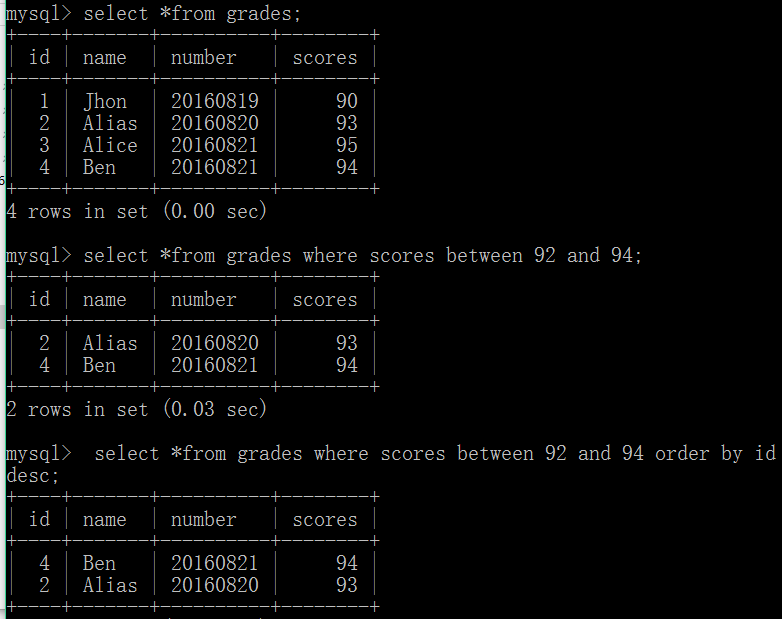 mysql> select *from grades;
+----+-------+----------+--------+
| id | name  | number   | scores |
+----+-------+----------+--------+
|  1 | Jhon  | 20160819 |     90 |
|  2 | Alias | 20160820 |     93 |
|  3 | Alice | 20160821 |     95 |
|  4 | Ben   | 20160821 |     94 |
+----+-------+----------+--------+
4 rows in set (0.00 sec)
mysql> select *from grades where scores between 92 and 94;
+----+-------+----------+--------+
| id | name  | number   | scores |
+----+-------+----------+--------+
|  2 | Alias | 20160820 |     93 |
|  4 | Ben   | 20160821 |     94 |
+----+-------+----------+--------+
2 rows in set (0.03 sec)
mysql>  select *from grades where scores between 92 and 94 order by id
desc;
+----+-------+----------+--------+
| id | name  | number   | scores |
+----+-------+----------+--------+
|  4 | Ben   | 20160821 |     94 |
|  2 | Alias | 20160820 |     93 |
+----+-------+----------+--------+